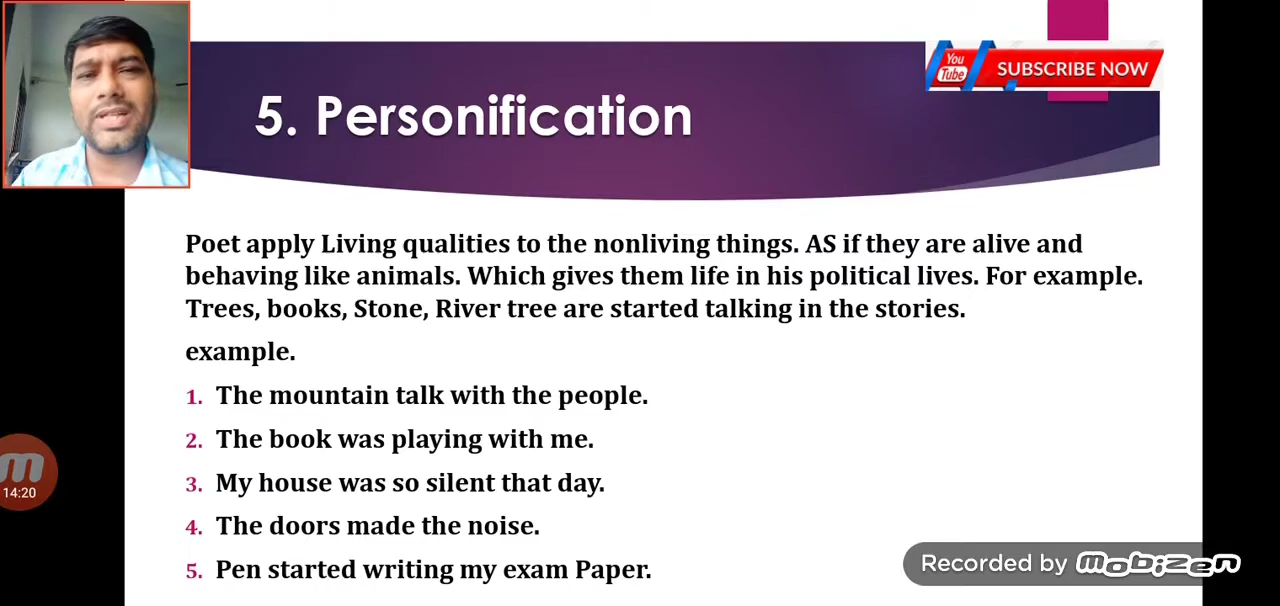 5. Personification
You
Tube
SUBSCRIBE NOW
Poet apply Living qualities to the nonliving things. AS if they are alive and
behaving like animals. Which gives them life in his political lives. For example.
Trees, books, Stone, River tree are started talking in the stories.
example.
1. The mountain talk with the people.
2. The book was playing with me.
3. My house was so silent that day.
4. The doors made the noise.
5. Pen started writing my exam Paper.
m
14:20
Recorded by mobizen